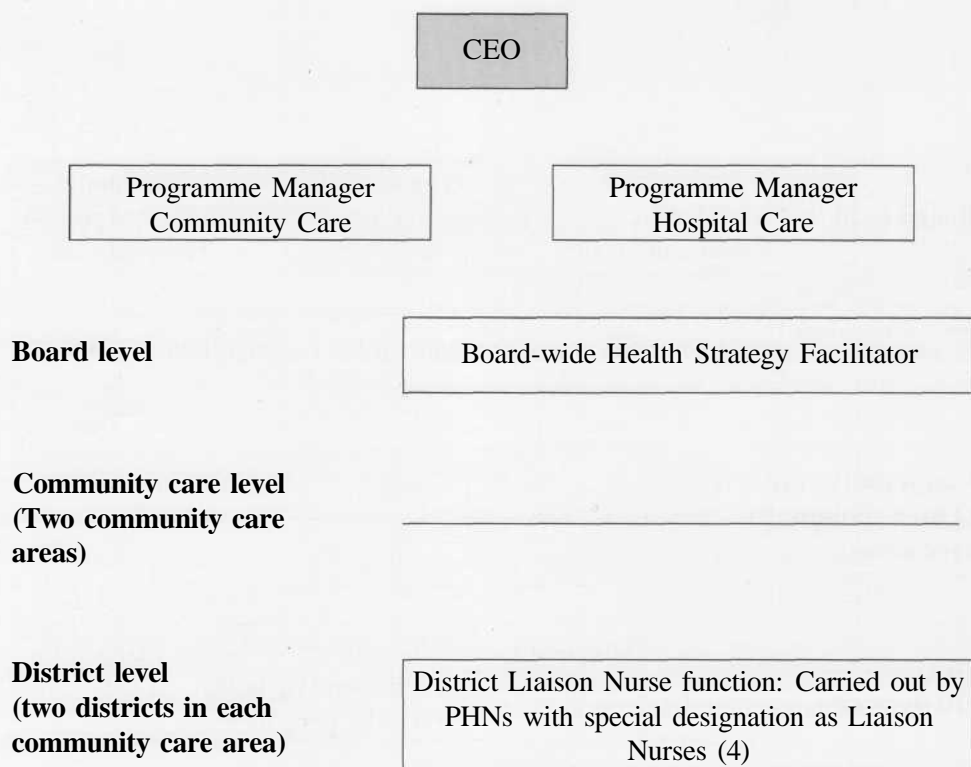 CEO
Programme Manager
Community Care
Programme Manager
Hospital Care
Board level
Board-wide Health Strategy Facilitator
Community care level
(Two community care
areas)
District level
(two districts in each
community care area)
District Liaison Nurse function: Carried out by
PHNs with special designation as Liaison
Nurses (4)